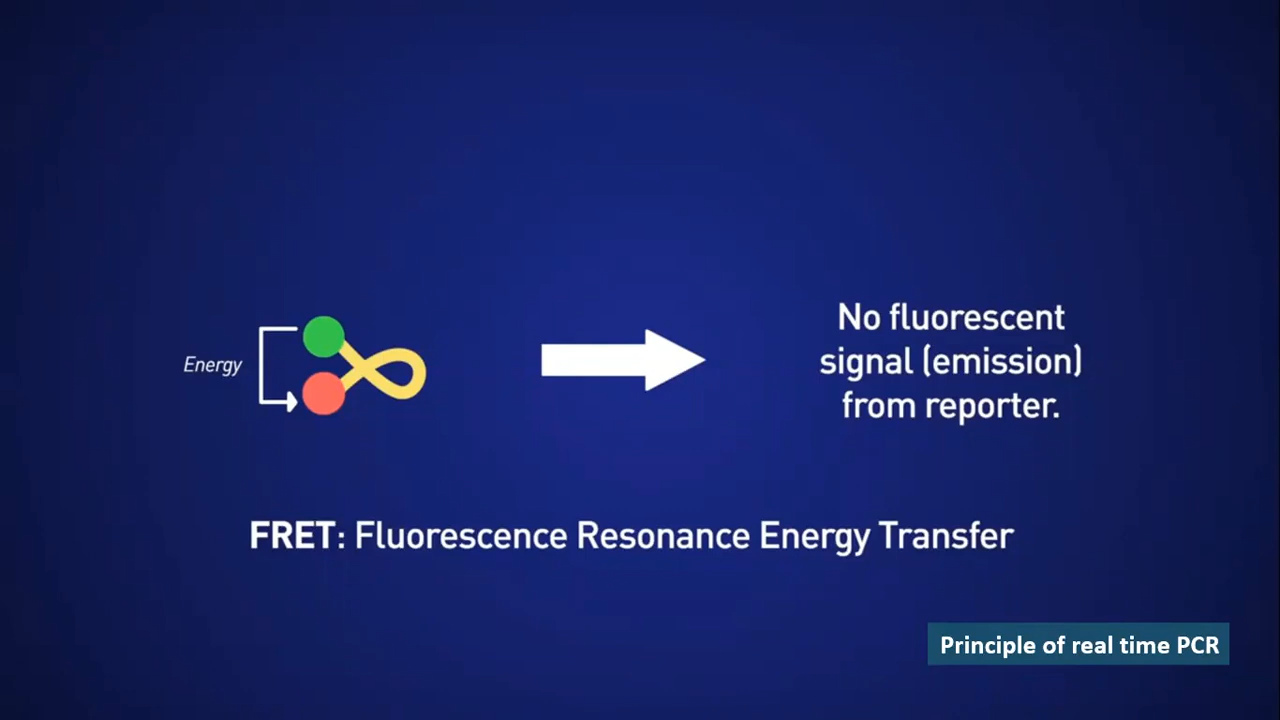 Energy
No fluorescent
signal (emission)
from reporter.
FRET: Fluorescence Resonance Energy Transfer
Principle of real time PCR